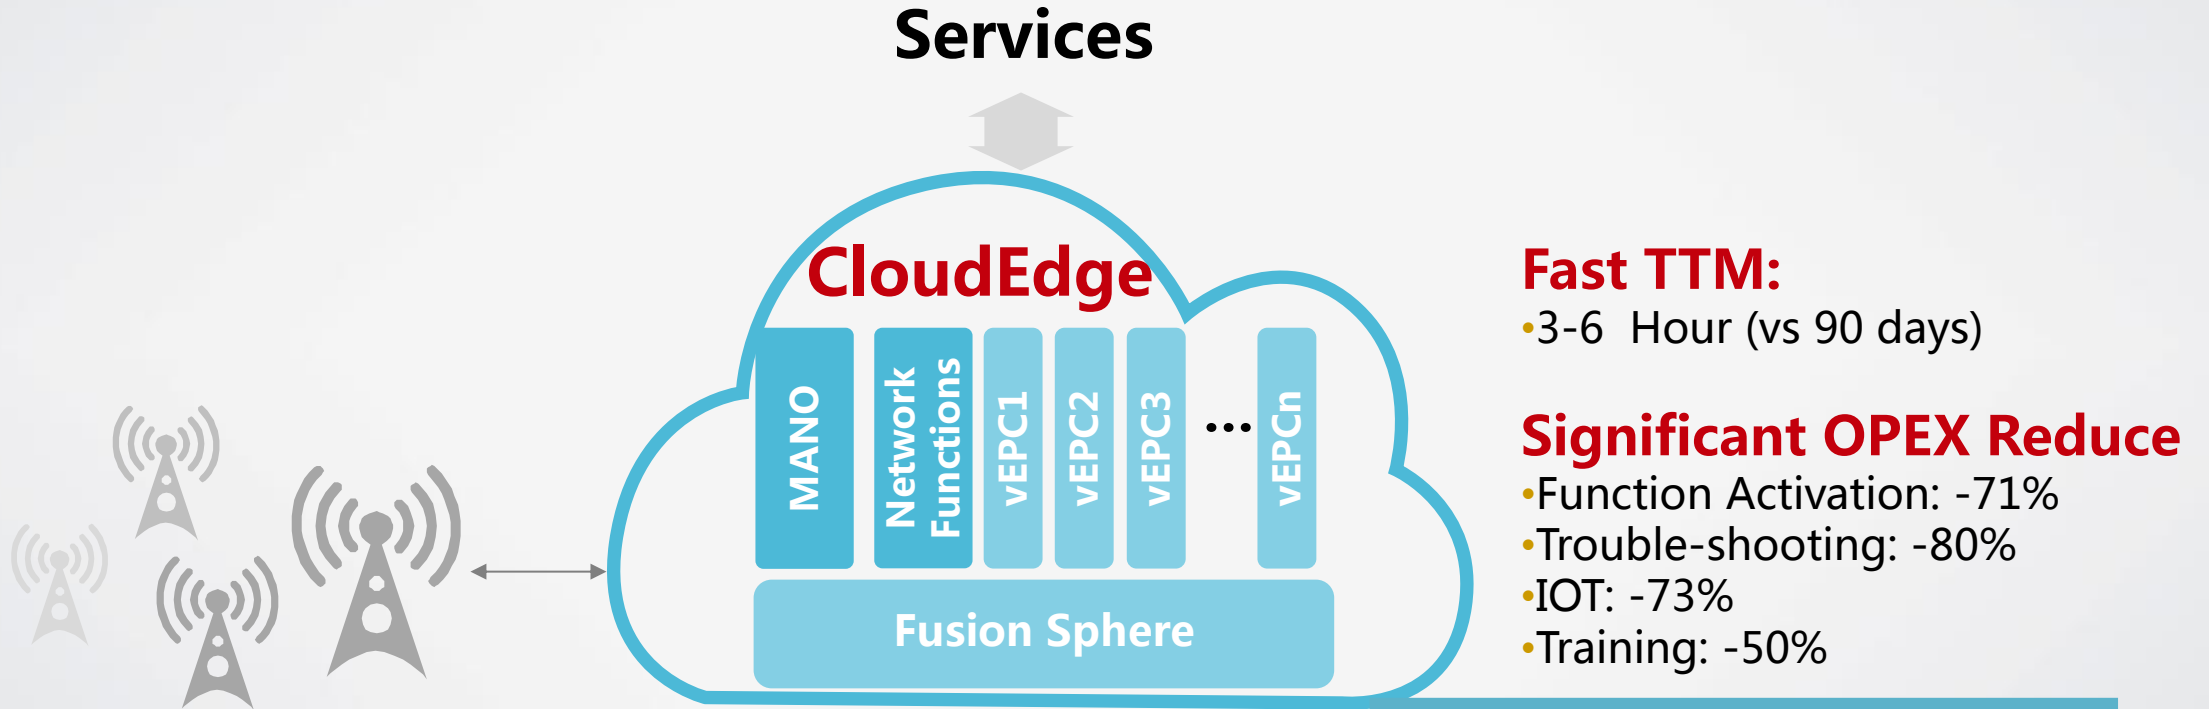 Services
CloudEdge
MANO
Network
Functions
vEPC1
vEPC2
vEPC3
...
vEPCn
Fusion Sphere
Fast TTM:
•3-6  Hour (vs 90 days)
Significant OPEX Reduce
•Function Activation: -71%
•Trouble-shooting: -80%
•IOT: -73%
•Training: -50%